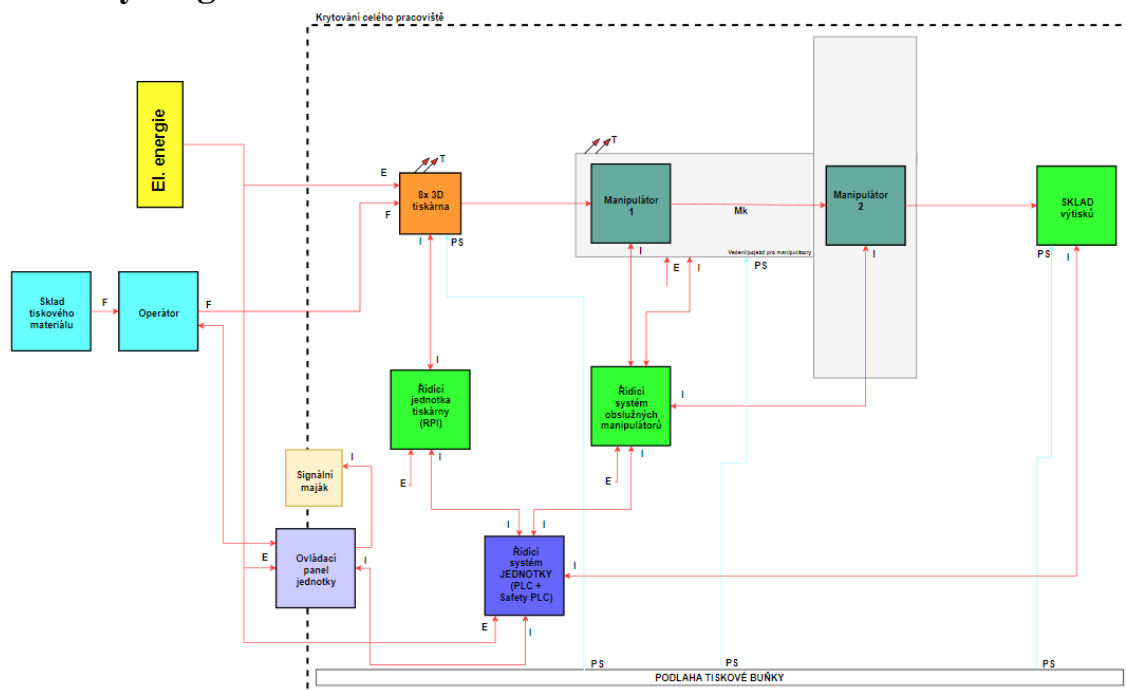 Krytování celého pracoviště
El. energie
E
F
T
8x 3D
tiskárna
I
PS
T
Manipulátor
1
Mk
Manipulátor
2
Vedení/pojezd pro manipulátory
I
E
I
PS
I
SKLAD
výtisků
PS
I
Sklad
tiskového
materiálu
F
Operátor
F
I
Řídicí
jednotka
tiskárny
(RPI)
E
I
Řídicí
systém
obslužných
manipulátorů
I
E
I
Signální
maják
I
Ovládací
panel
jednotky
E
I
I
I
Řídicí
systém
JEDNOTKY
(PLC +
Safety PLC)
I
E
I
PS
PS
PS
PODLAHA TISKOVÉ BUŇKY